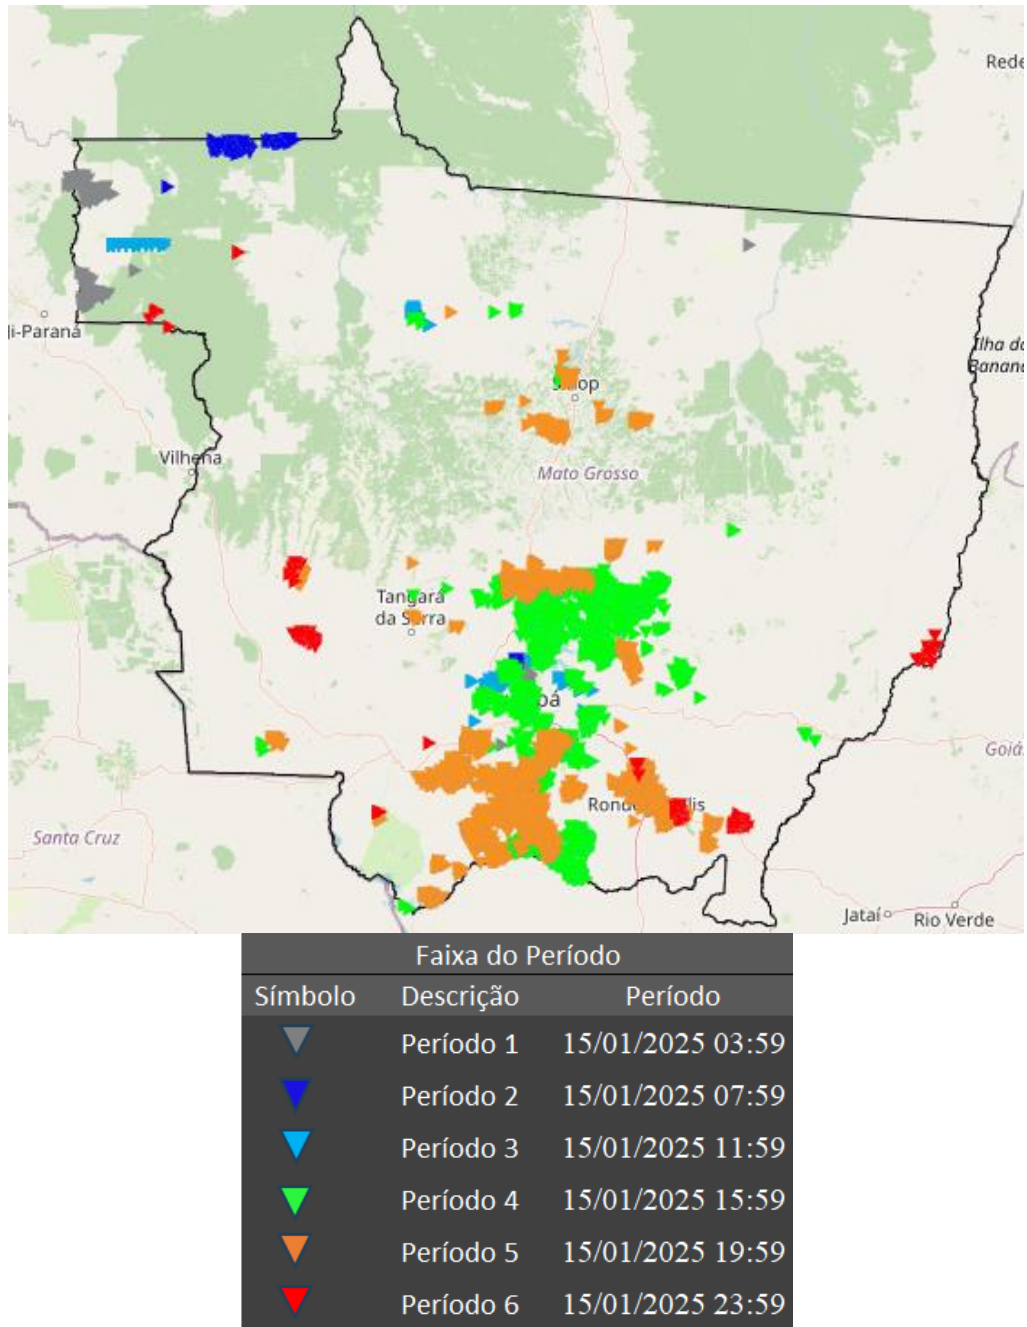 Rede
Ji-Paraná
Ilha do
Banana
Vilhena
Mato Grosso
Tangará
da Serra
bá
Goiás
Santa Cruz
Jataí
Rio Verde
Faixa do Período
Símbolo Descrição Período
Período 1 15/01/2025 03:59
Período 2 15/01/2025 07:59
Período 3 15/01/2025 11:59
Período 4 15/01/2025 15:59
Período 5 15/01/2025 19:59
Período 6 15/01/2025 23:59